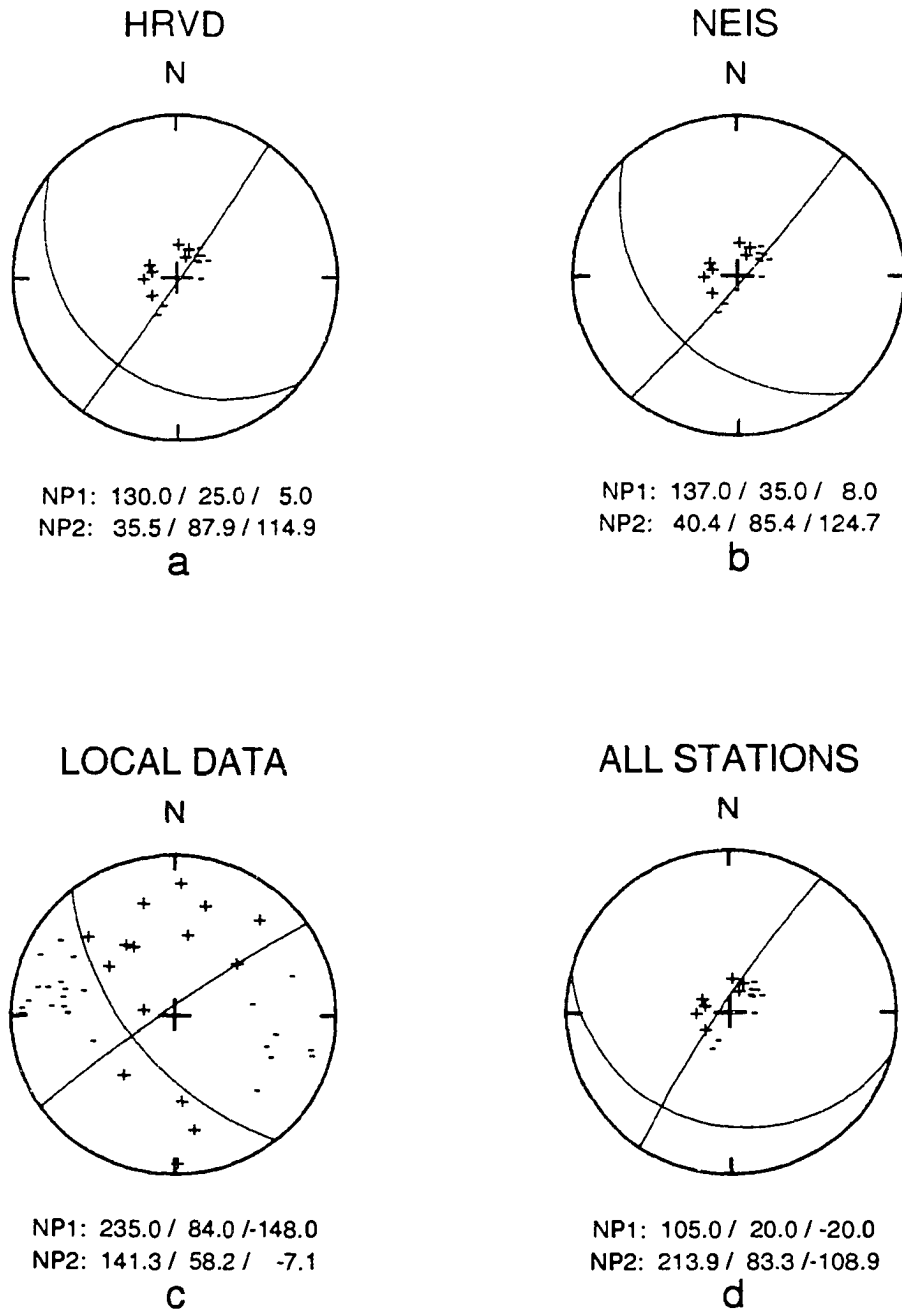 HRVD
N
NP1: 130.0 / 25.0 / 5.0
NP2: 35.5 / 87.9 / 114.9
a
NEIS
N
NP1: 137.0 / 35.0 / 8.0
NP2: 40.4 / 85.4 / 124.7
b
LOCAL DATA
N
NP1: 235.0 / 84.0 /-148.0
NP2: 141.3 / 58.2 / -7.1
c
ALL STATIONS
N
NP1: 105.0 / 20.0 / -20.0
NP2: 213.9 / 83.3 /-108.9
d